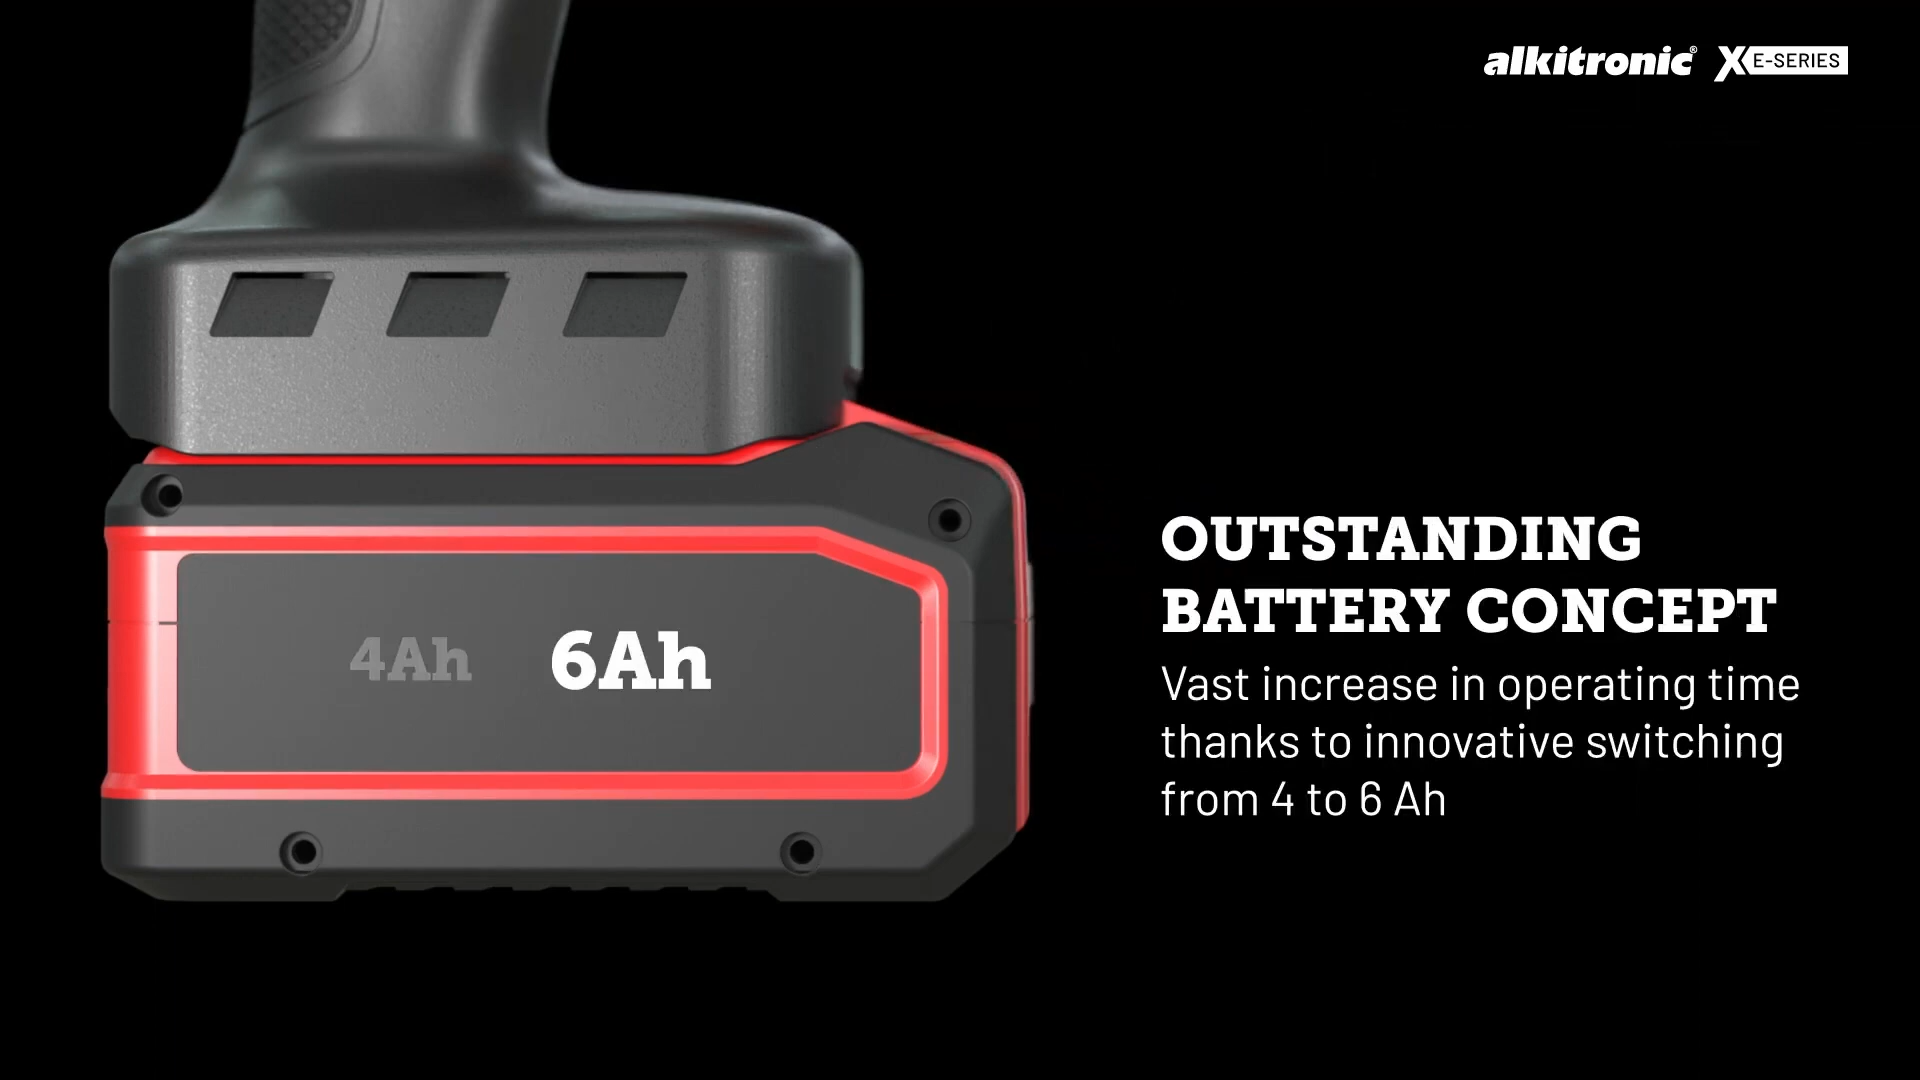 alkitronic® X E-SERIES
4Ah 6Ah
OUTSTANDING
BATTERY CONCEPT
Vast increase in operating time
thanks to innovative switching
from 4 to 6 Ah